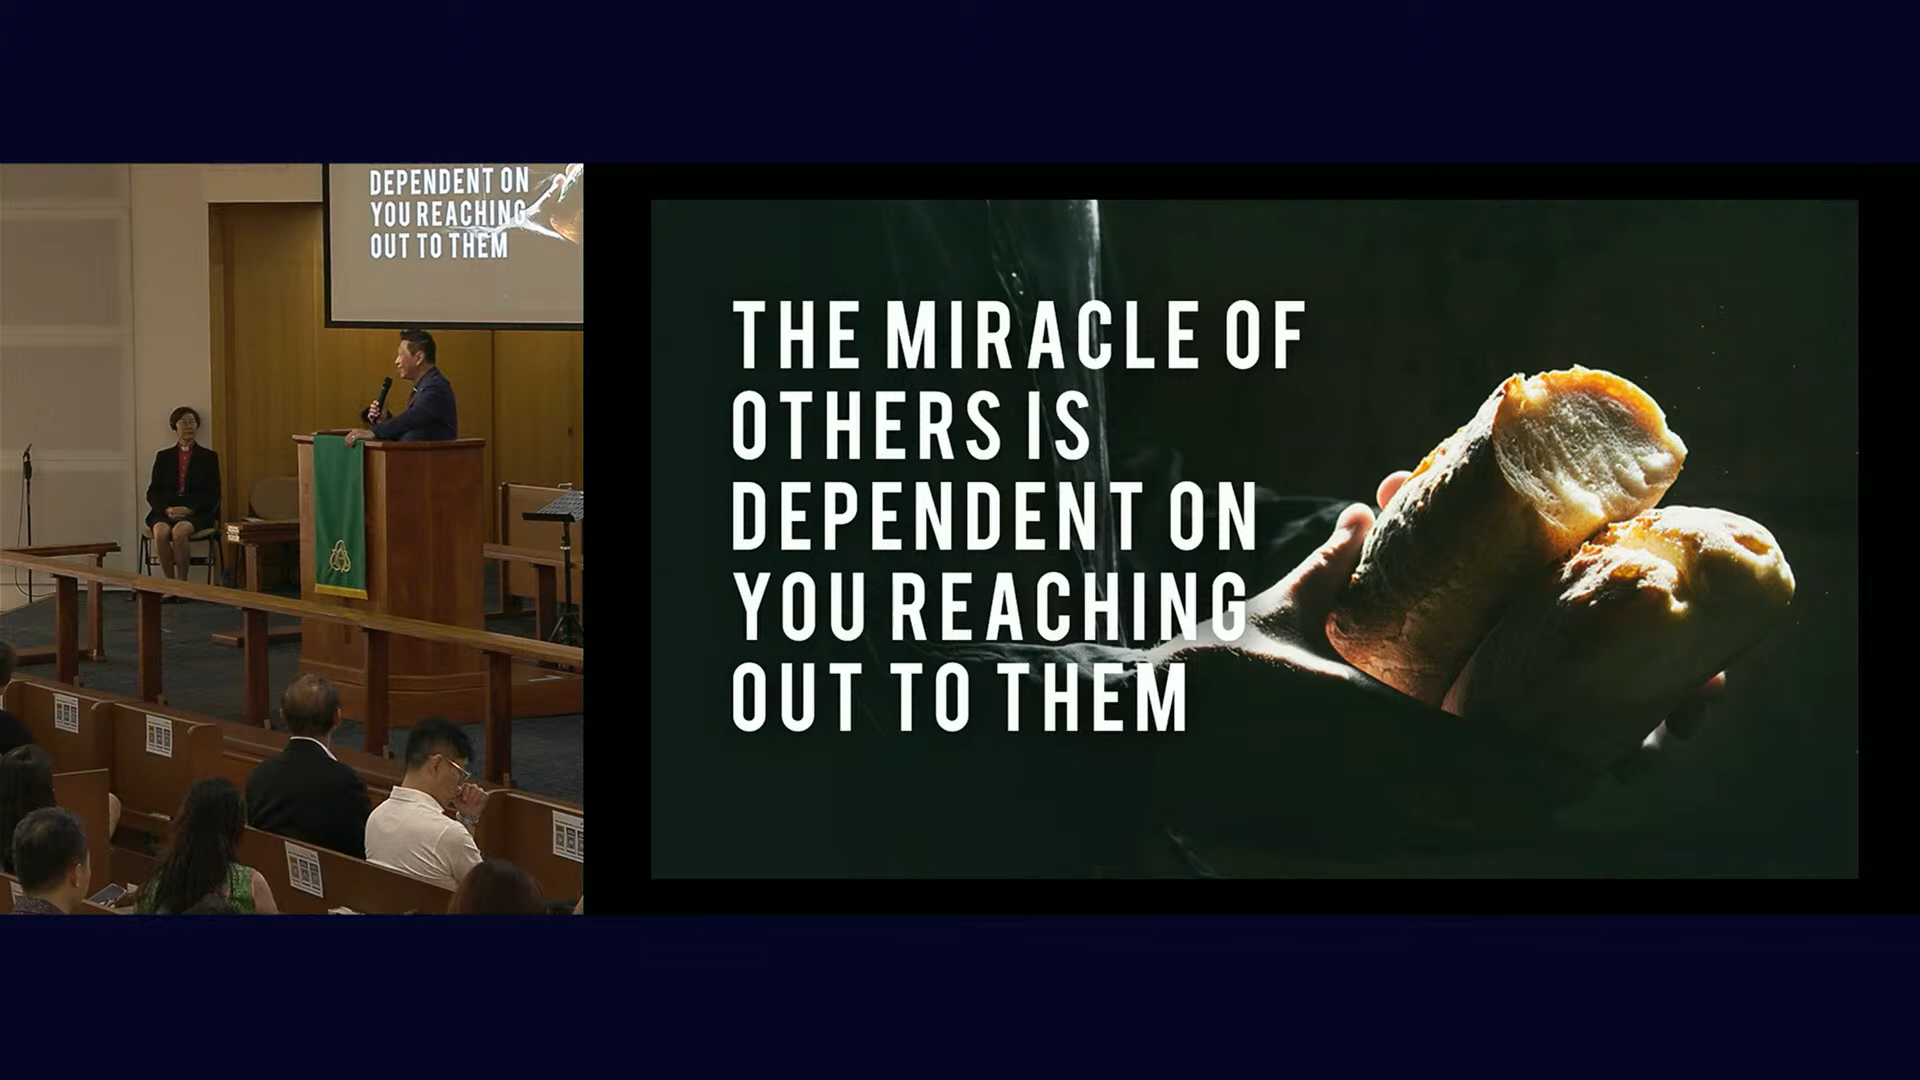 DEPENDENT ON
YOU REACHING
OUT TO THEM
THE MIRACLE OF
OTHERS IS
DEPENDENT ON
YOU REACHING
OUT TO THEM